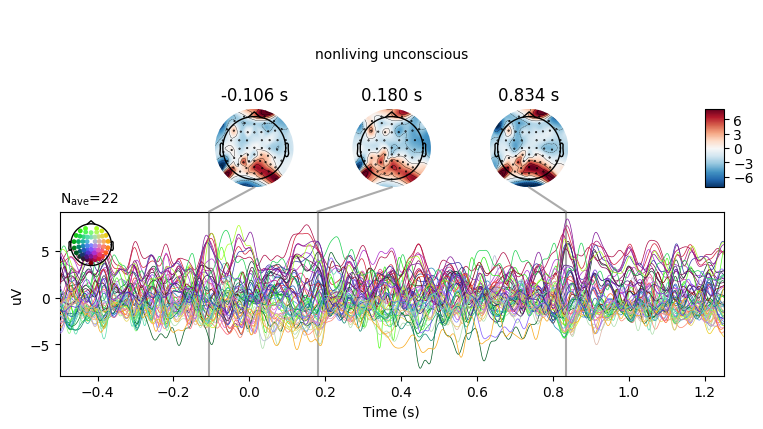 nonliving unconscious
-0.106 s 0.180 s 0.834 s
6
3
0
−3
−6
Nave=22
5
0
−5
uV
−0.4 −0.2 0.0 0.2 0.4 0.6 0.8 1.0 1.2
Time (s)